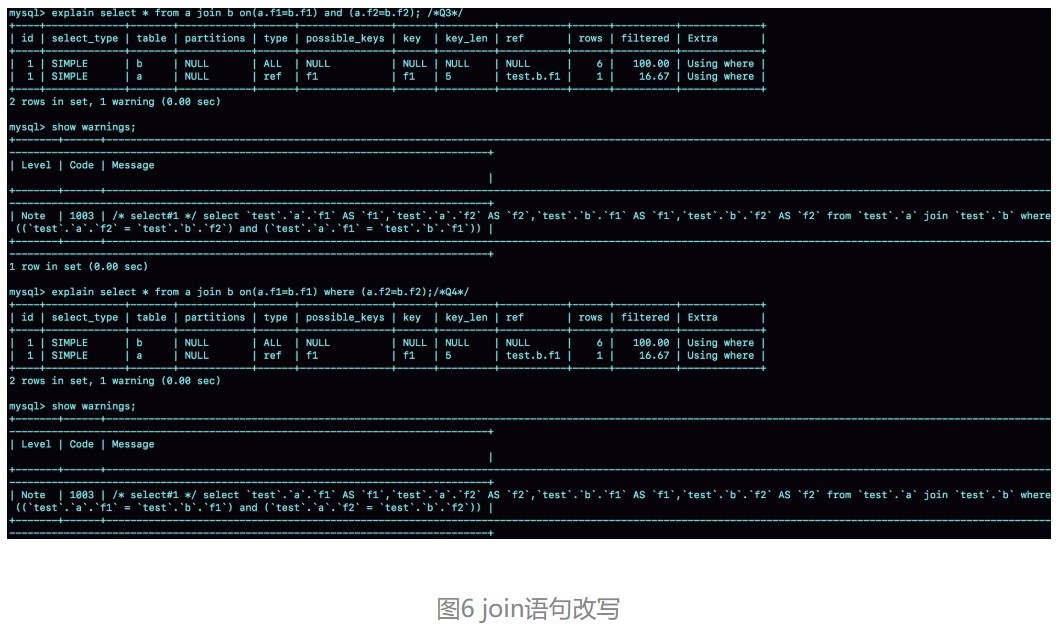 mysql> explain select * from a join b on(a.f1=b.f1) and (a.f2=b.f2); /*Q3*/
| id | select_type | table | partitions | type | possible_keys | key | key_len | ref | rows | filtered | Extra |
| 1 | SIMPLE | b | NULL | ALL | NULL | NULL | NULL | NULL | 6 | 100.00 | Using where |
| 1 | SIMPLE | a | NULL | ref | f1 | f1 | 5 | test.b.f1 | 1 | 16.67 | Using where |
2 rows in set, 1 warning (0.00 sec)
mysql> show warnings;
| Level | Code | Message
|
| Note | 1003 | /* select#1 */ select `test`.`a`.`f1` AS `f1`,`test`.`a`.`f2` AS `f2`,`test`.`b`.`f1` AS `f1`,`test`.`b`.`f2` AS `f2` from `test`.`a` join `test`.`b` where
((`test`.`a`.`f2` = `test`.`b`.`f2`) and (`test`.`a`.`f1` = `test`.`b`.`f1`)) |
1 row in set (0.00 sec)
mysql> explain select * from a join b on(a.f1=b.f1) where (a.f2=b.f2);/*Q4*/
| id | select_type | table | partitions | type | possible_keys | key | key_len | ref | rows | filtered | Extra |
| 1 | SIMPLE | b | NULL | ALL | NULL | NULL | NULL | NULL | 6 | 100.00 | Using where |
| 1 | SIMPLE | a | NULL | ref | f1 | f1 | 5 | test.b.f1 | 1 | 16.67 | Using where |
2 rows in set, 1 warning (0.00 sec)
mysql> show warnings;
| Level | Code | Message
|
| Note | 1003 | /* select#1 */ select `test`.`a`.`f1` AS `f1`,`test`.`a`.`f2` AS `f2`,`test`.`b`.`f1` AS `f1`,`test`.`b`.`f2` AS `f2` from `test`.`a` join `test`.`b` where
((`test`.`a`.`f1` = `test`.`b`.`f1`) and (`test`.`a`.`f2` = `test`.`b`.`f2`)) |
图6 join语句改写